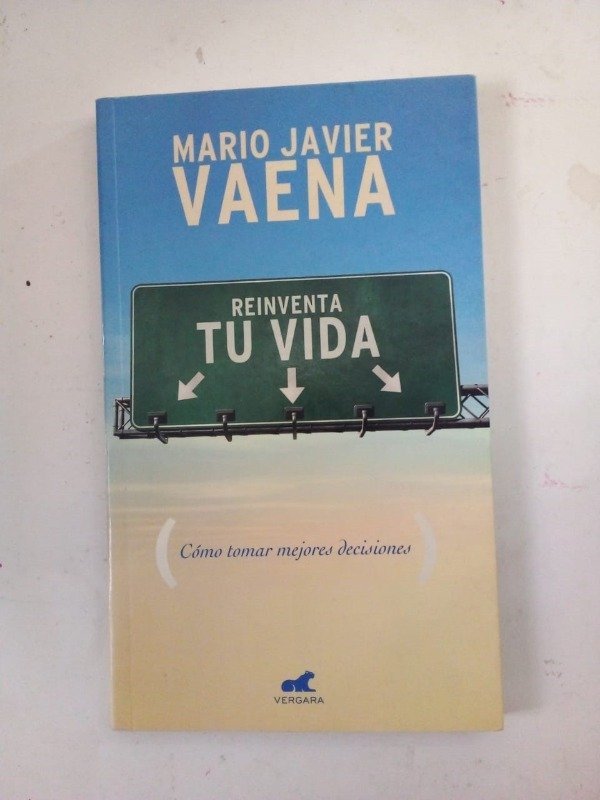 MARIO JAVIER
VAENA
REINVENTA
TU VIDA
(Cómo tomar mejores decisiones)
VERGARA